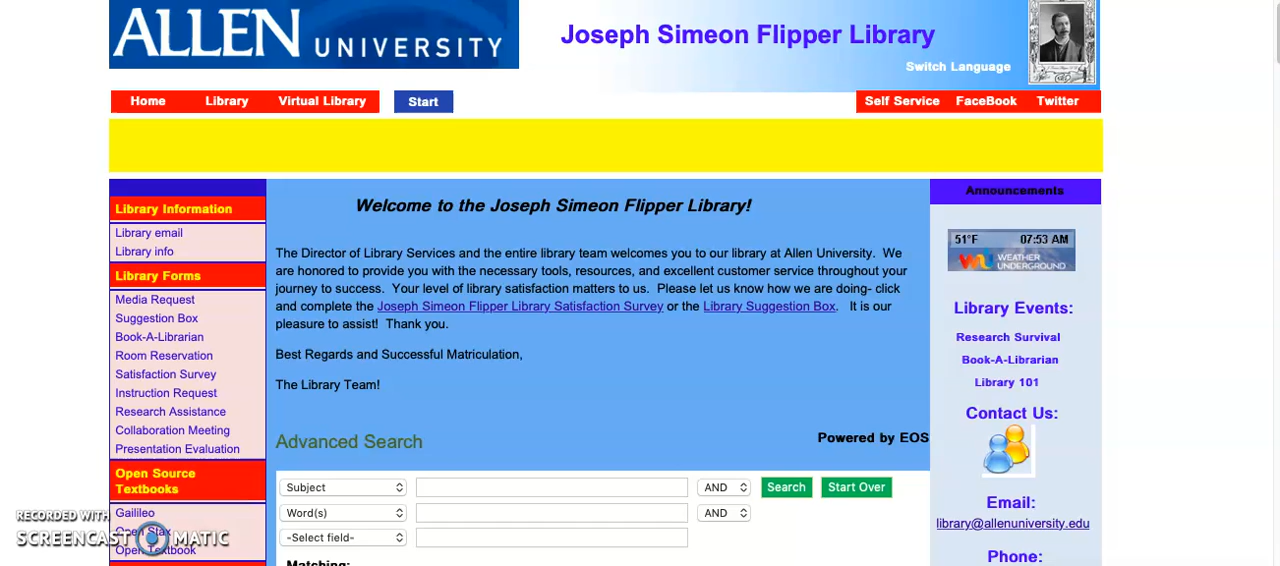 ALLEN UNIVERSITY
Joseph Simeon Flipper Library
Switch Language
Home Library Virtual Library Start Self Service FaceBook Twitter
Library Information
Library email
Library info
Library Forms
Media Request
Suggestion Box
Book-A-Librarian
Room Reservation
Satisfaction Survey
Instruction Request
Research Assistance
Collaboration Meeting
Presentation Evaluation
Open Source
Textbooks
Galileo
Open Stax
Open Textbook
Welcome to the Joseph Simeon Flipper Library!
The Director of Library Services and the entire library team welcomes you to our library at Allen University. We
are honored to provide you with the necessary tools, resources, and excellent customer service throughout your
journey to success. Your level of library satisfaction matters to us. Please let us know how we are doing- click
and complete the Joseph Simeon Flipper Library Satisfaction Survey or the Library Suggestion Box. It is our
pleasure to assist! Thank you.
Best Regards and Successful Matriculation,
The Library Team!
Advanced Search Powered by EOS
Subject AND Search Start Over
Word(s) AND
-Select field-
Matching:
Announcements
51°F 07:53 AM
WEATHER
UNDERGROUND
Library Events:
Research Survival
Book-A-Librarian
Library 101
Contact Us:
Email:
library@allenuniversity.edu
Phone:
RECORDED WITH
SCREENCAST MATIC